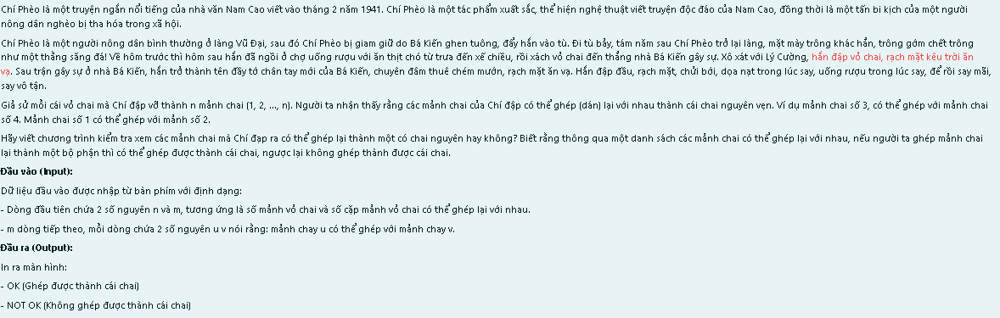 Chí Phèo là một truyện ngắn nổi tiếng của nhà văn Nam Cao viết vào tháng 2 năm 1941. Chí Phèo là một tác phẩm xuất sắc, thể hiện nghệ thuật viết truyện độc đáo của Nam Cao, đồng thời là một tấn bi kịch của một người
nông dân nghèo bị tha hóa trong xã hội.
Chí Phèo là một người nông dân bình thường ở làng Vũ Đại, sau đó Chí Phèo bị giam giữ do Bá Kiến ghen tuông, đẩy hắn vào tù. Đi tù bảy, tám năm sau Chí Phèo trở lại làng, mặt mày trông khác hẳn, trông gớm chết trông
như một thằng săng đá! Về hôm trước thì hôm sau hắn đã ngồi ở chợ uống rượu với ăn thịt chó từ trưa đến xế chiều, rồi xách vỏ chai đến thẳng nhà Bá Kiến gây sự. Xô xát với Lý Cường, hắn đập vỏ chai, rạch mặt kêu trời ăn
vạ. Sau trận gây sự ở nhà Bá Kiến, hắn trở thành tên đầy tớ chân tay mới của Bá Kiến, chuyên đâm thuê chém mướn, rạch mặt ăn vạ. Hắn đập đầu, rạch mặt, chửi bới, dọa nạt trong lúc say, uống rượu trong lúc say, để rồi say mãi,
say vô tận.
Giả sử mỗi cái vỏ chai mà Chí đập vỡ thành n mảnh chai (1, 2, ..., n). Người ta nhận thấy rằng các mảnh chai của Chí đập có thể ghép (dán) lại với nhau thành cái chai nguyên vẹn. Ví dụ mảnh chai số 3, có thể ghép với mảnh chai
số 4. Mảnh chai số 1 có thể ghép với mảnh số 2.
Hãy viết chương trình kiểm tra xem các mảnh chai mà Chí đạp ra có thể ghép lại thành một có chai nguyên hay không? Biết rằng thông qua một danh sách các mảnh chai có thể ghép lại với nhau, nếu người ta ghép mảnh chai
lại thành một bộ phận thì có thể ghép được thành cái chai, ngược lại không ghép thành được cái chai.
Đầu vào (Input):
Dữ liệu đầu vào được nhập từ bàn phím với định dạng:
- Dòng đầu tiên chứa 2 số nguyên n và m, tương ứng là số mảnh vỏ chai và số cặp mảnh vỏ chai có thể ghép lại với nhau.
- m dòng tiếp theo, mỗi dòng chứa 2 số nguyên u v nói rằng: mảnh chay u có thể ghép với mảnh chay v.
Đầu ra (Output):
In ra màn hình:
- OK (Ghép được thành cái chai)
- NOT OK (Không ghép được thành cái chai)